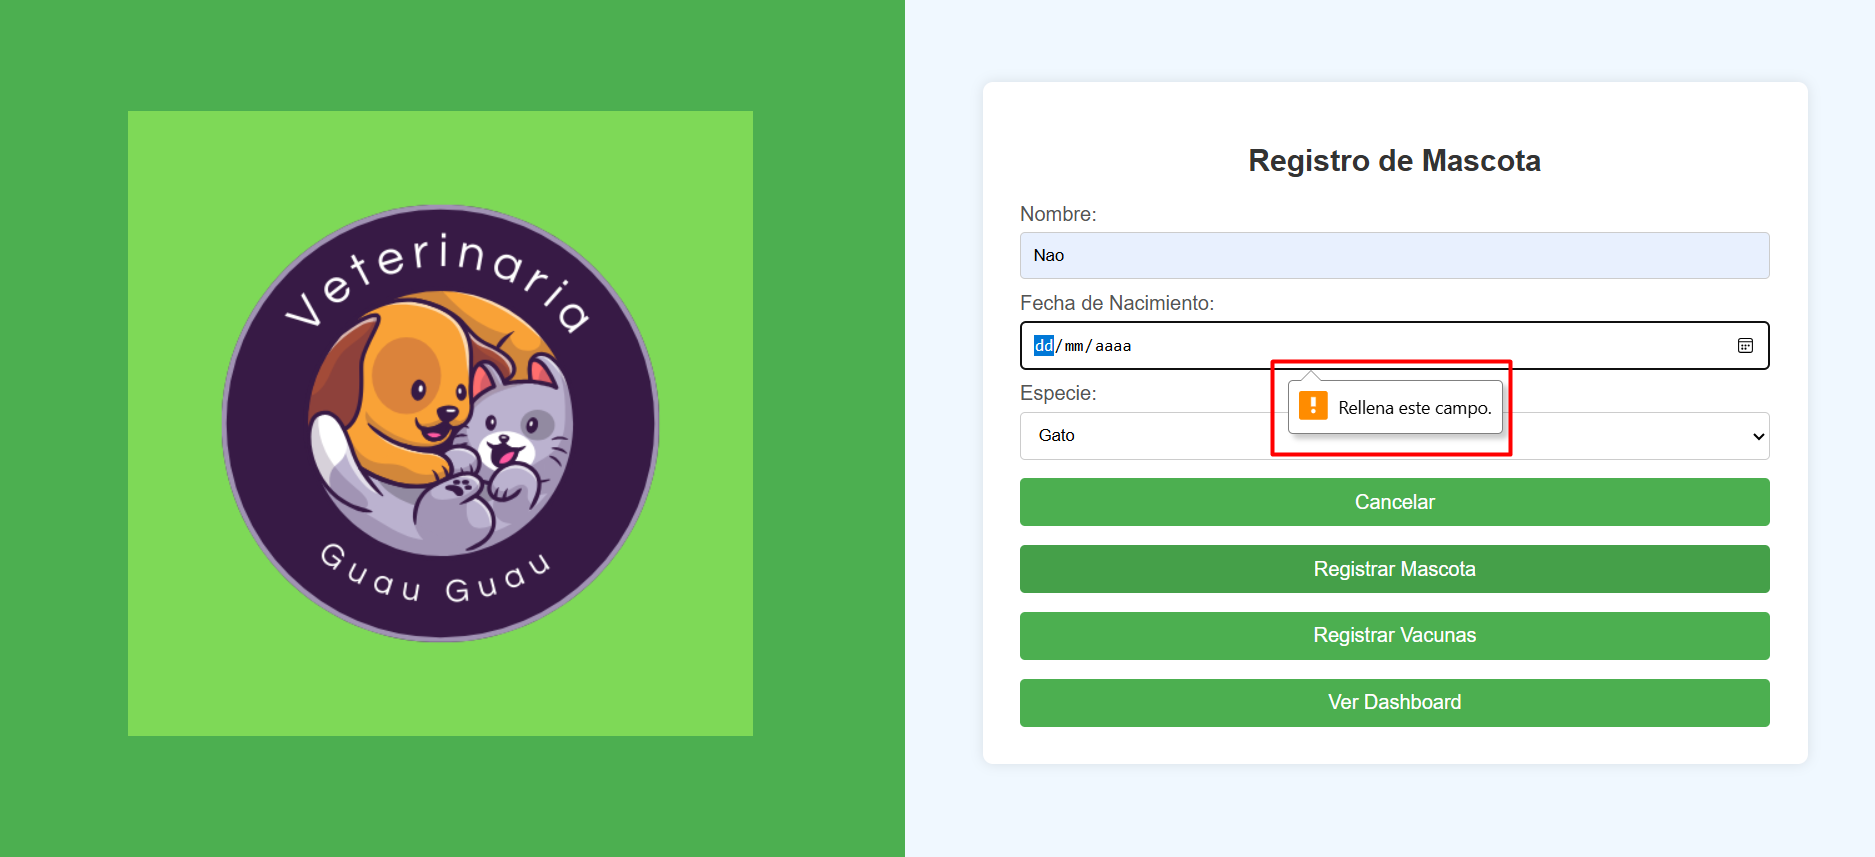 Veterinaria
Guau Guau
Registro de Mascota
Nombre:
Nao
Fecha de Nacimiento:
dd/mm/aaaa
Rellena este campo.
Especie:
Gato
Cancelar
Registrar Mascota
Registrar Vacunas
Ver Dashboard